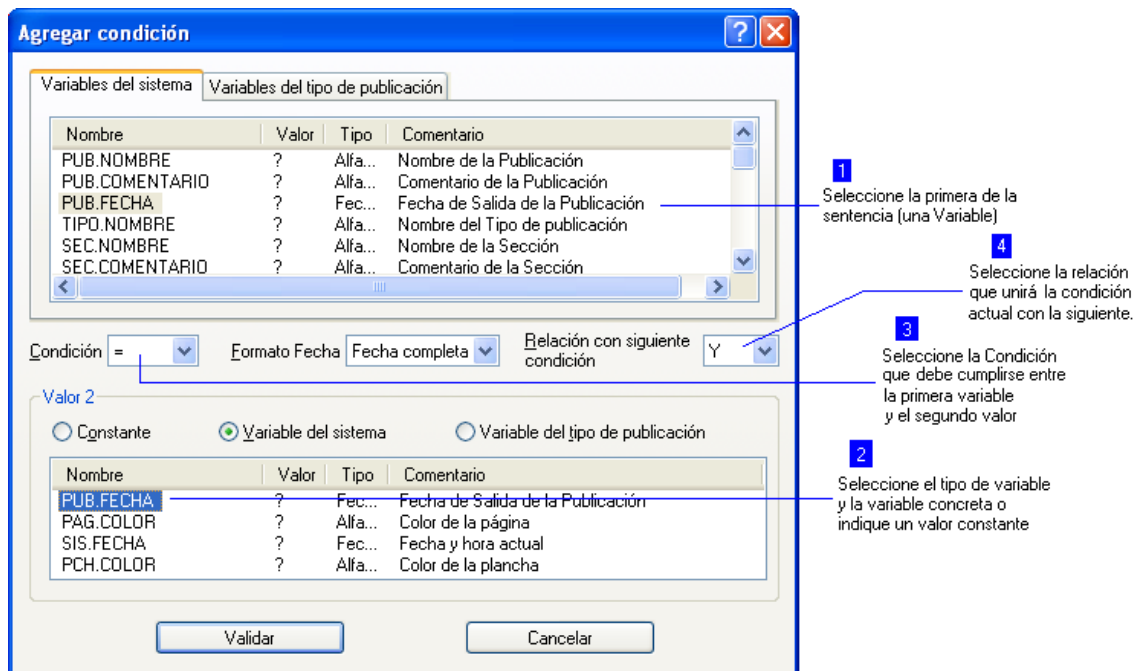 Agregar condición
Variables del sistema
Variables del tipo de publicación
Nombre Valor Tipo Comentario
PUB.NOMBRE ? Alfa... Nombre de la Publicación
PUB.COMENTARIO ? Alfa... Comentario de la Publicación
PUB.FECHA ? Fec... Fecha de Salida de la Publicación
TIPO.NOMBRE ? Alfa... Nombre del Tipo de publicación
SEC.NOMBRE ? Alfa... Nombre de la Sección
SEC.COMENTARIO ? Alfa... Comentario de la Sección
1
Seleccione la primera de la
sentencia (una Variable)
4
Seleccione la relación
que unirá la condición
actual con la siguiente.
Condición =
Formato Fecha Fecha completa
Relación con siguiente
condición
Y
3
Seleccione la Condición
que debe cumplirse entre
la primera variable
y el segundo valor
Valor 2
Constante
Variable del sistema
Variable del tipo de publicación
Nombre Valor Tipo Comentario
PUB.FECHA ? Fec... Fecha de Salida de la Publicación
PAG.COLOR ? Alfa... Color de la página
SIS.FECHA ? Fec... Fecha y hora actual
PCH.COLOR ? Alfa... Color de la plancha
2
Seleccione el tipo de variable
y la variable concreta o
indique un valor constante
Validar
Cancelar